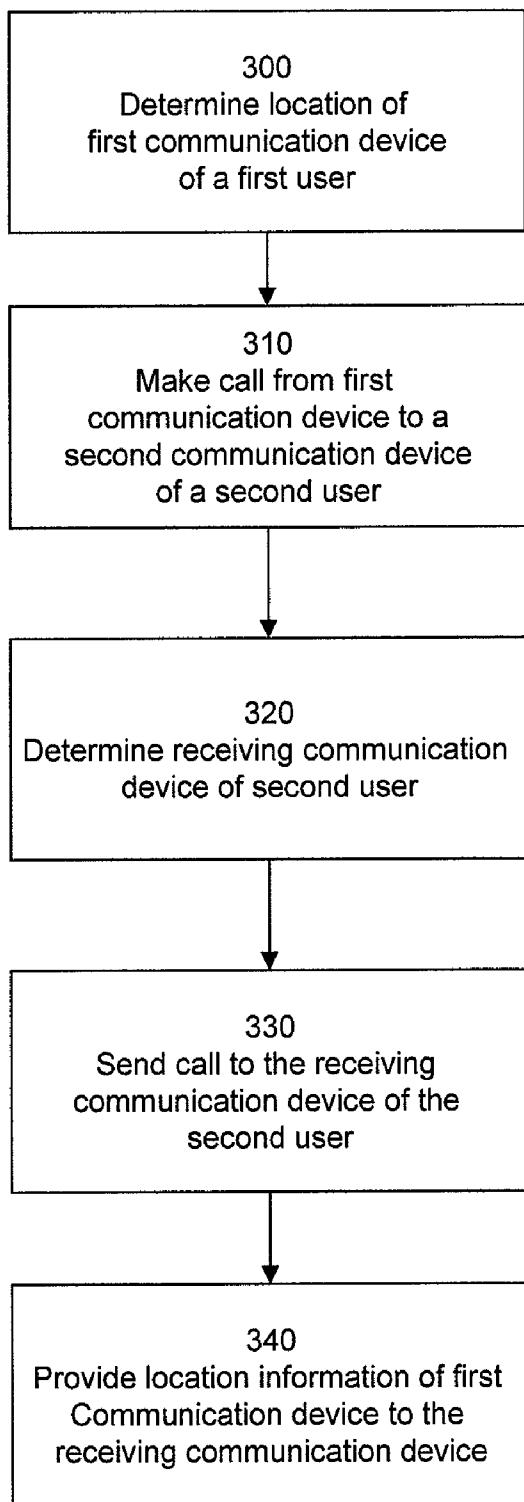 300
Determine location of
first communication device
of a first user
310
Make call from first
communication device to a
second communication device
of a second user
320
Determine receiving communication
device of second user
330
Send call to the receiving
communication device of the
second user
340
Provide location information of first
Communication device to the
receiving communication device